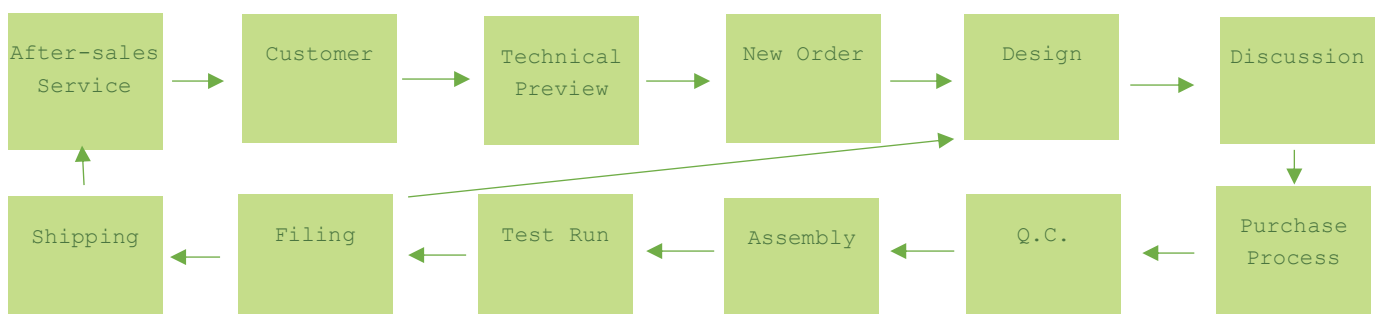 After-sales
Service
Customer
Technical
Preview
New Order
Design
Discussion
Shipping
Filing
Test Run
Assembly
Q.C.
Purchase
Process